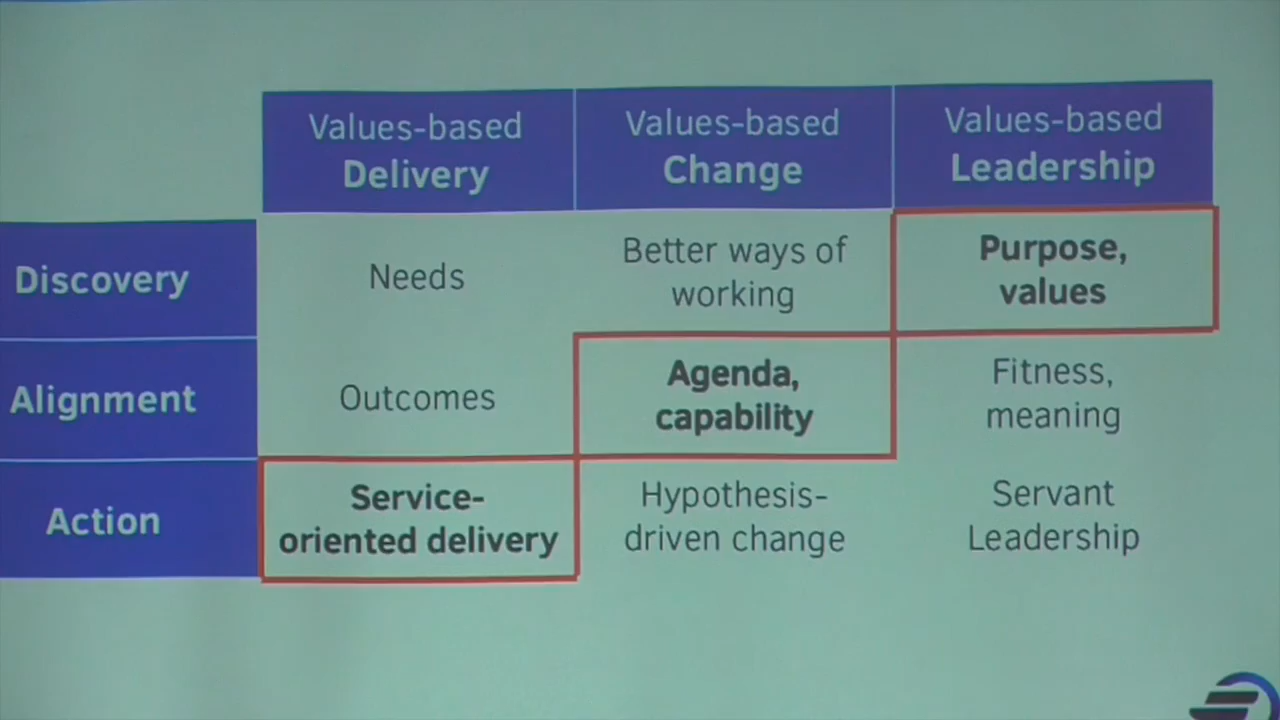 Values-based
Delivery
Values-based
Change
Values-based
Leadership
Discovery
Needs
Better ways of
working
Purpose,
values
Alignment
Outcomes
Agenda,
capability
Fitness,
meaning
Action
Service-
oriented delivery
Hypothesis-
driven change
Servant
Leadership